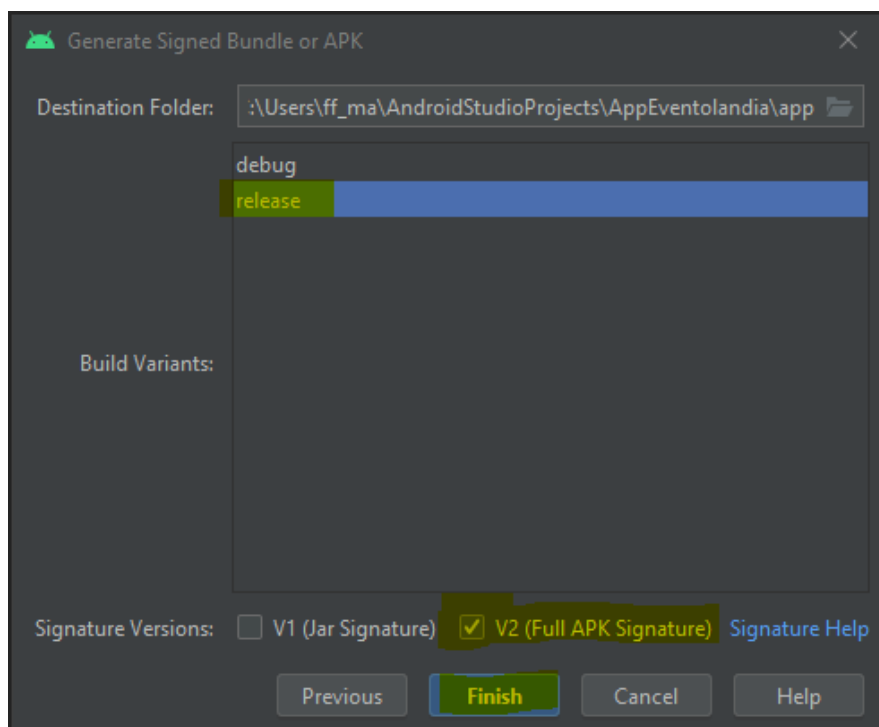 Generate Signed Bundle or APK
Destination Folder: :\Users\ff_ma\AndroidStudioProjects\AppEventolandia\app
debug
release
Build Variants:
Signature Versions: V1 (Jar Signature) V2 (Full APK Signature) Signature Help
Previous Finish Cancel Help